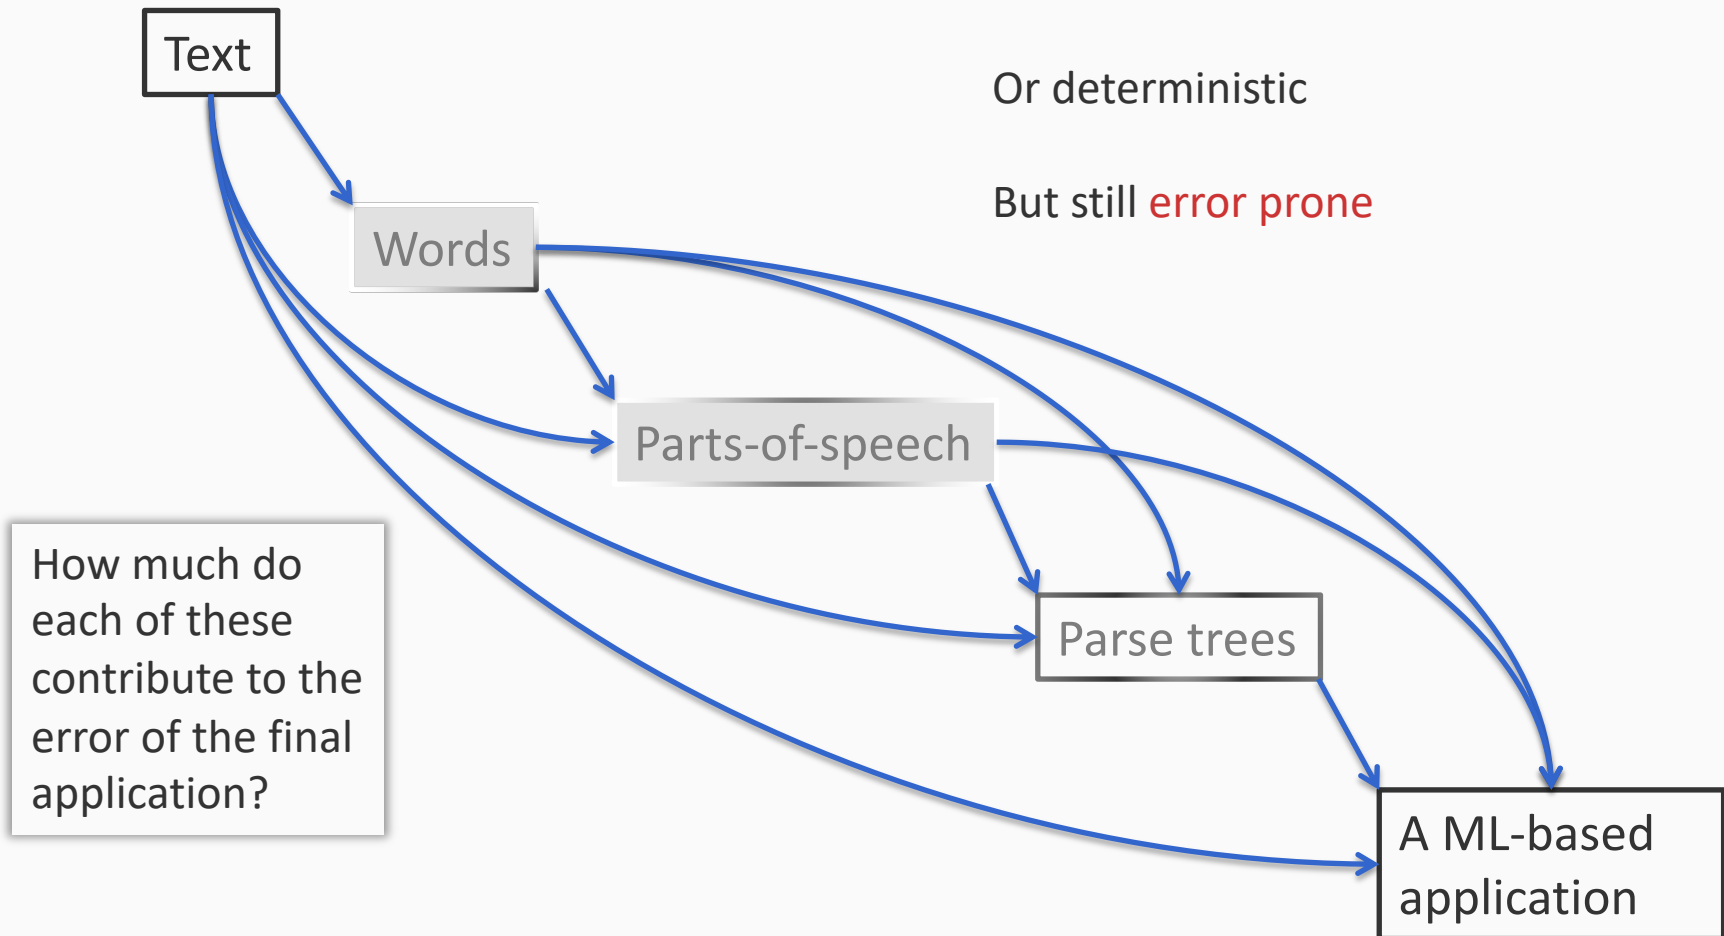 Text
Or deterministic
But still error prone
Words
Parts-of-speech
How much do
each of these
contribute to the
error of the final
application?
Parse trees
A ML-based
application